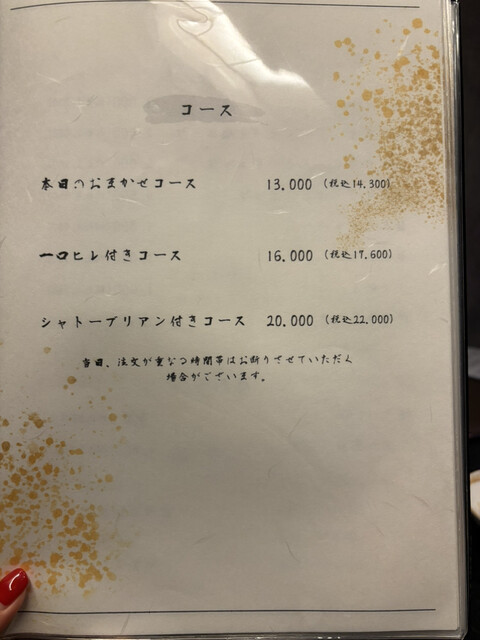 コース
本日のおまかせコース 13.000 (税込14.300)
一口ヒレ付きコース 16.000 (税込17.600)
シャトーブリアン付きコース 20.000 (税込22.000)
当日、注文が重なる時間帯はお断りさせていただく
場合がございます。